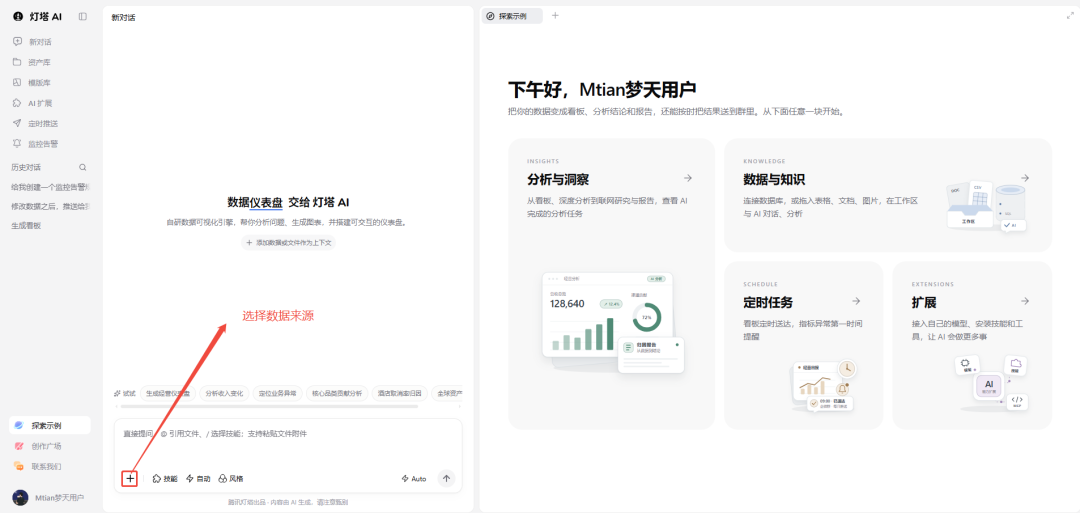 灯塔 AI
新对话
资产库
模版库
AI 扩展
定时推送
监控告警
历史对话
给我创建一个监控告警
修改数据之后，推送给
生成看板
探索示例
创作广场
联系我们
Mtian梦天用户
新对话
数据仪表盘 交给 灯塔 AI
自研数据可视化引擎，帮你分析问题、生成图表，并搭建可交互的仪表盘。
+ 添加数据或文件作为上下文
选择数据来源
试试 生成经营仪表盘 分析收入变化 定位业务异常 核心品类贡献分析 酒店取消率归因 全球资产
直接提问，@ 引用文件，/ 选择技能；支持粘贴文件附件
+ 技能 自动 风格 Auto
腾讯灯塔出品 · 内容由 AI 生成，请注意甄别
探索示例 +
下午好，Mtian梦天用户
把你的数据变成看板、分析结论和报告，还能按时把结果送到群里。从下面任意一块开始。
INSIGHTS
分析与洞察
从看板、深度分析到联网研究与报告，查看 AI
完成的分析任务
128,640
12.4%
72%
KNOWLEDGE
数据与知识
连接数据库，或拖入表格、文档、图片，在工作区
与 AI 对话、分析
DOC
CSV
工作区
AI
SCHEDULE
定时任务
看板定时送达，指标异常第一时间
提醒
EXTENSIONS
扩展
接入自己的模型、安装技能和工
具，让 AI 会做更多事
AI